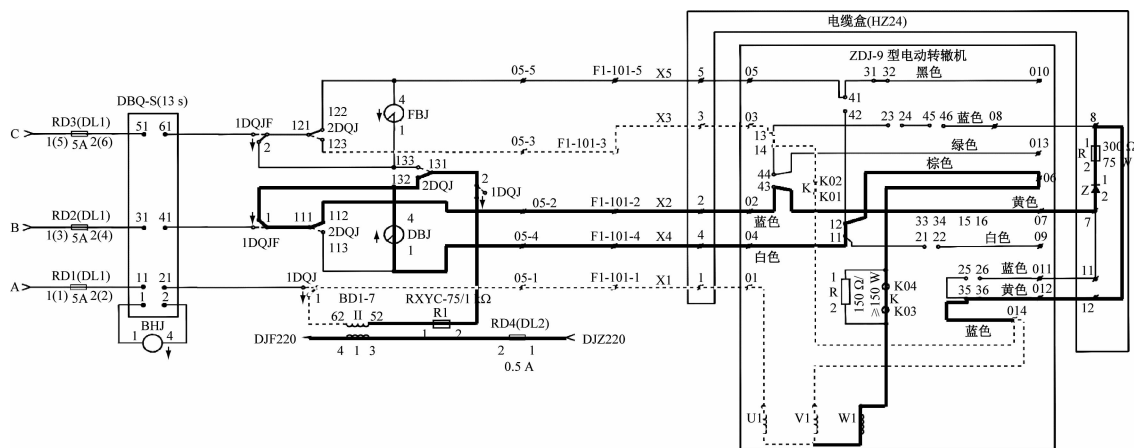 电缆盒(HZ24)
ZDJ-9 型电动转辙机
05-5 F1-101-5 X5 5 05 31 32 黑色 010
DBQ-S(13 s)
4 FBJ 1
41
42
C RD3(DL1) 51 61 1DQJF 121 122 2DQJ 123
1(5) 5A 2(6) 2
X3 3 03 23 24 45 46 蓝色 08 8
05-3 F1-101-3
13
14
绿色 013
1 R 2 300 Ω 75 W
133 131
132 2DQJ
2 1DQJ
44
43
K K02
K01
棕色
06
Z 1 2
B RD2(DL1) 31 41 1 111 112 2DQJ 113
1(3) 5A 2(4) 1DQJF
4 DBJ 1
05-2 F1-101-2 X2 2 02 蓝色
黄色 07 7
12
11
33 34 15 16
05-4 F1-101-4 X4 4 04 白色
21 22 白色 09
A RD1(DL1) 11 21 1DQJ 1
1(1) 5A 2(2) 1 2
05-1 F1-101-1 X1 1 01
25 26 蓝色 011 11
35 36 黄色 012 12
蓝色 014
1 R 2 150 Ω/ ≥150 W K04 K K03
BHJ
1 4
BD1-7 RXYC-75/1 kΩ
62 II 52 R1 1 2 RD4(DL2)
DJF220 4 1 3 2 1 DJZ220
0.5 A
U1 V1 W1